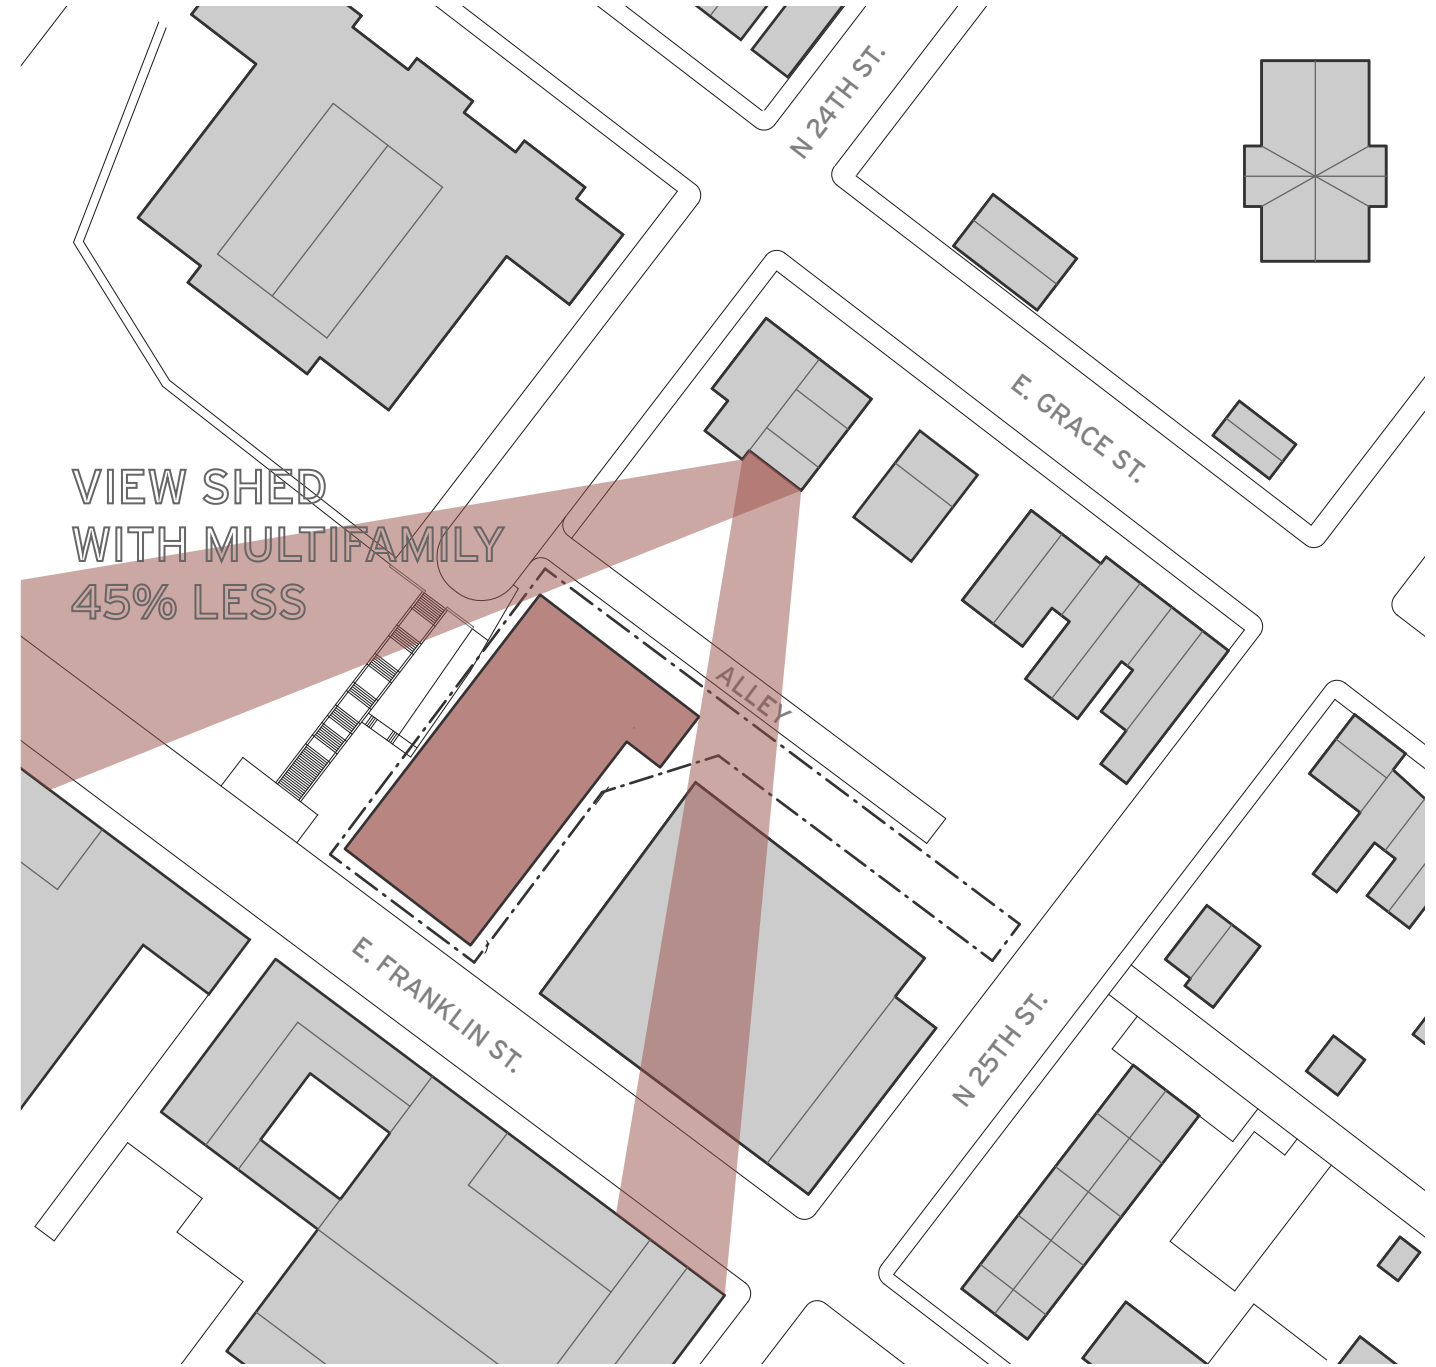 N 24TH ST.
E. GRACE ST.
VIEW SHED
WITH MULTIFAMILY
45% LESS
ALLEY
E. FRANKLIN ST.
N 25TH ST.